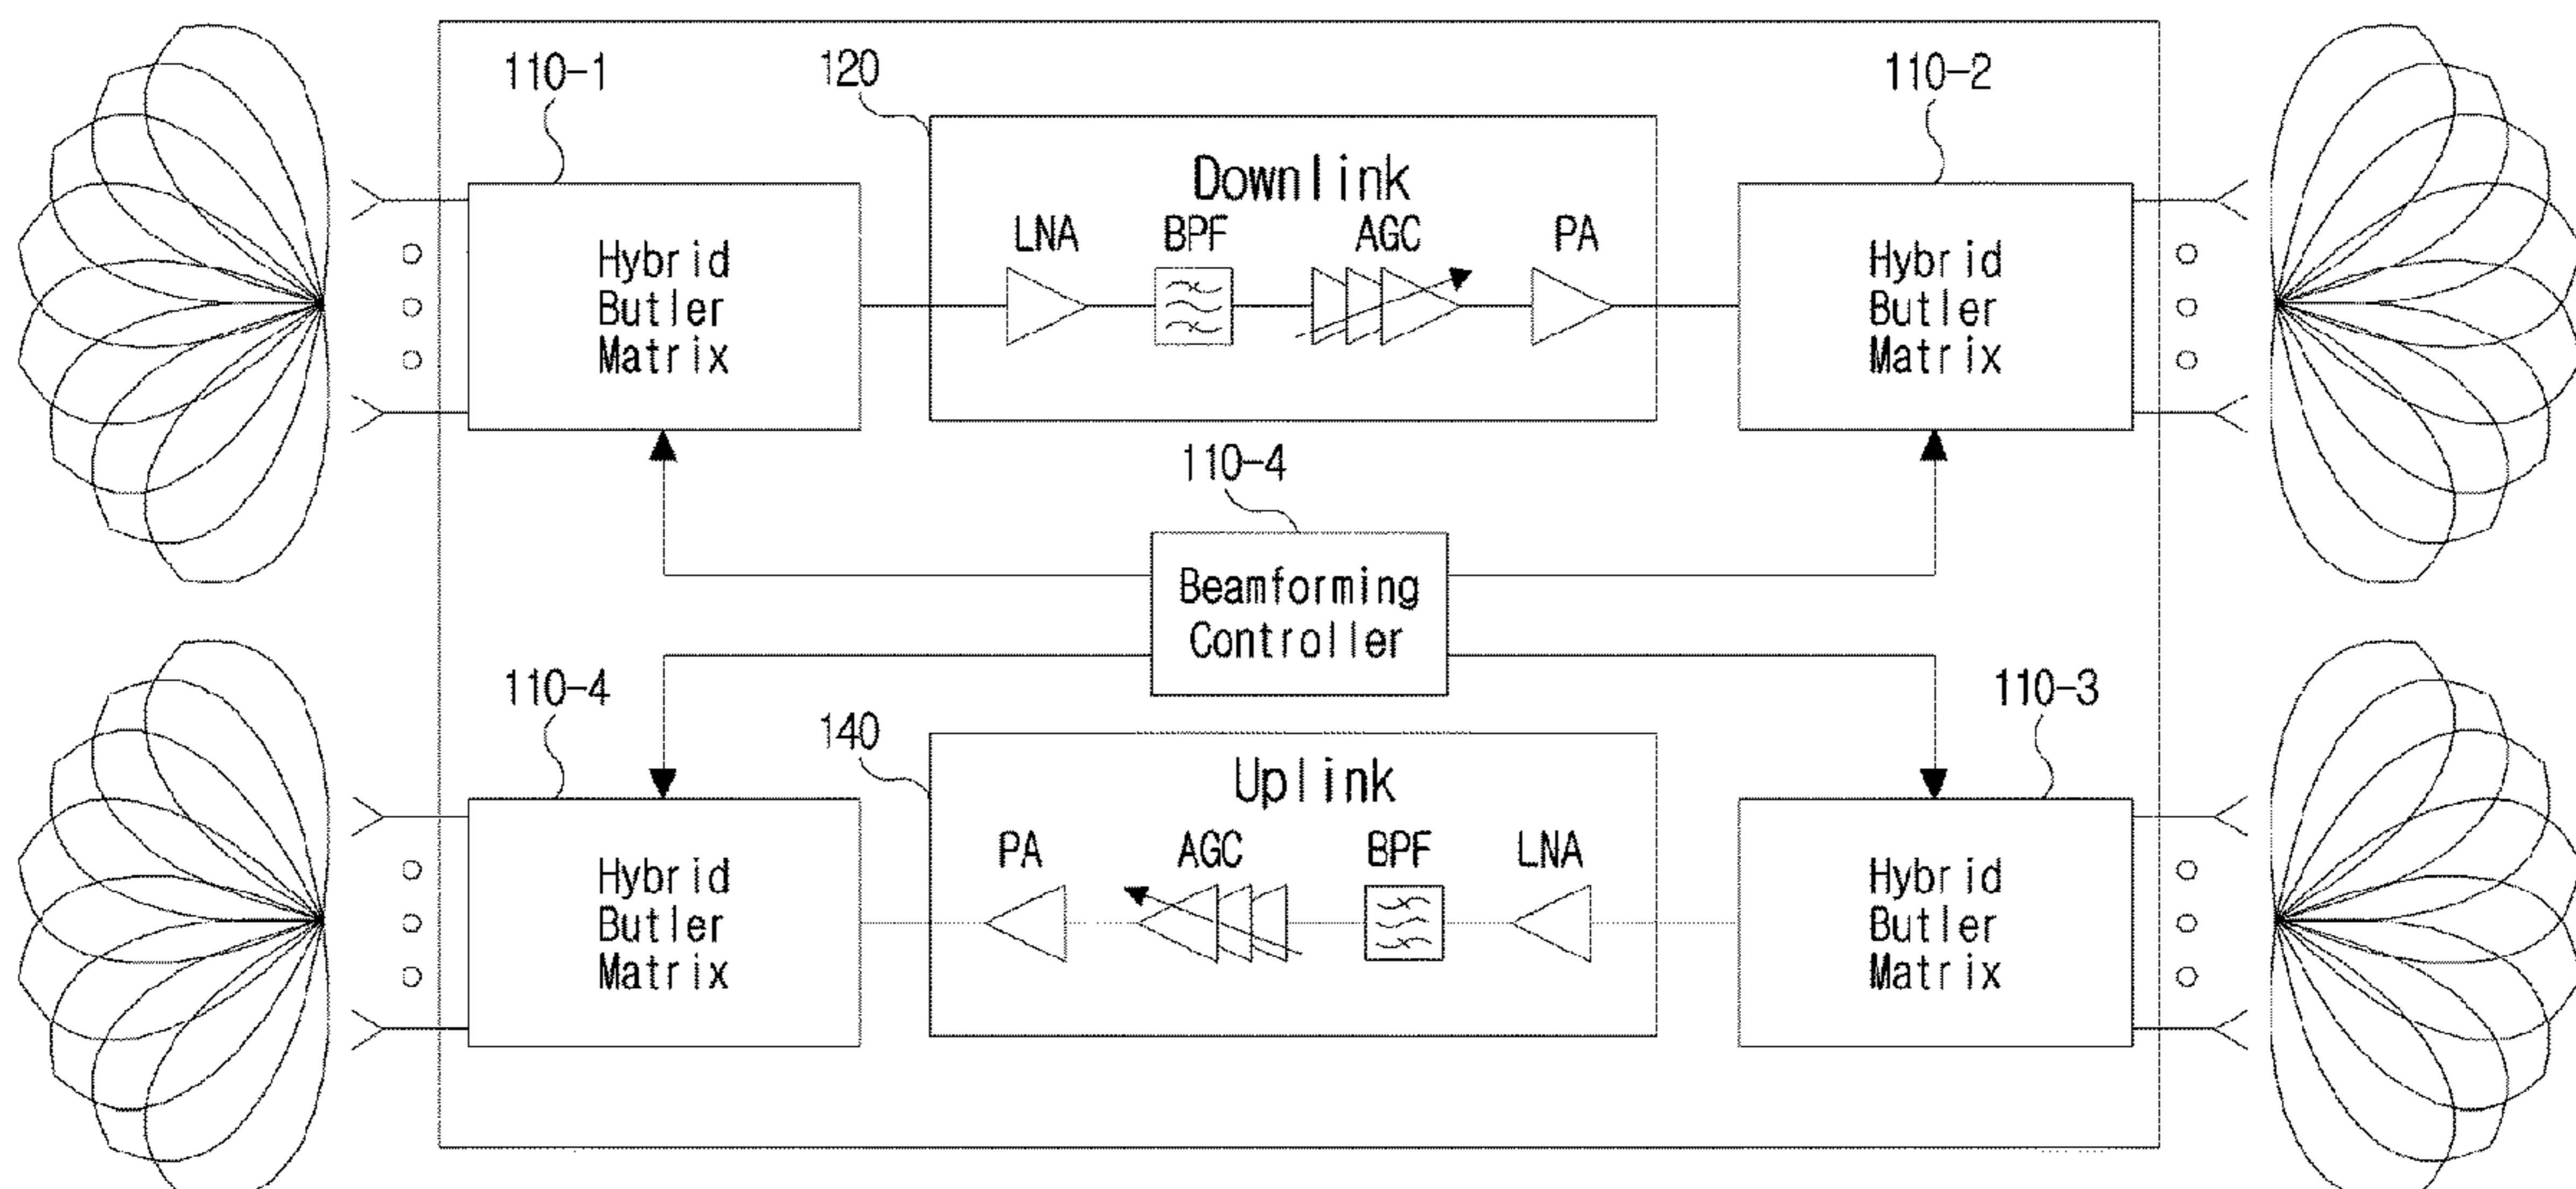 110-1
120
110-2
Downlink
LNA
BPF
AGC
PA
Hybrid
Butler
Matrix
Hybrid
Butler
Matrix
110-4
Beamforming
Controller
110-4
140
110-3
Uplink
PA
AGC
BPF
LNA
Hybrid
Butler
Matrix
Hybrid
Butler
Matrix